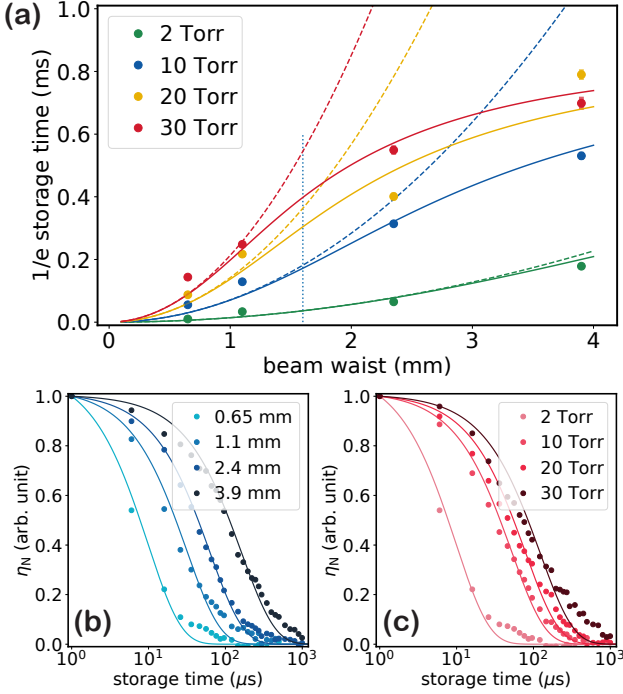 (a)
1.0
0.8
0.6
0.4
0.2
0.0
1/e storage time (ms)
2 Torr
10 Torr
20 Torr
30 Torr
0 1 2 3 4
beam waist (mm)
1.0
0.8
0.6
0.4
0.2
0.0
ηN (arb. unit)
0.65 mm
1.1 mm
2.4 mm
3.9 mm
(b)
10⁰ 10¹ 10² 10³
storage time (μs)
1.0
0.8
0.6
0.4
0.2
0.0
ηN (arb. unit)
2 Torr
10 Torr
20 Torr
30 Torr
(c)
10⁰ 10¹ 10² 10³
storage time (μs)